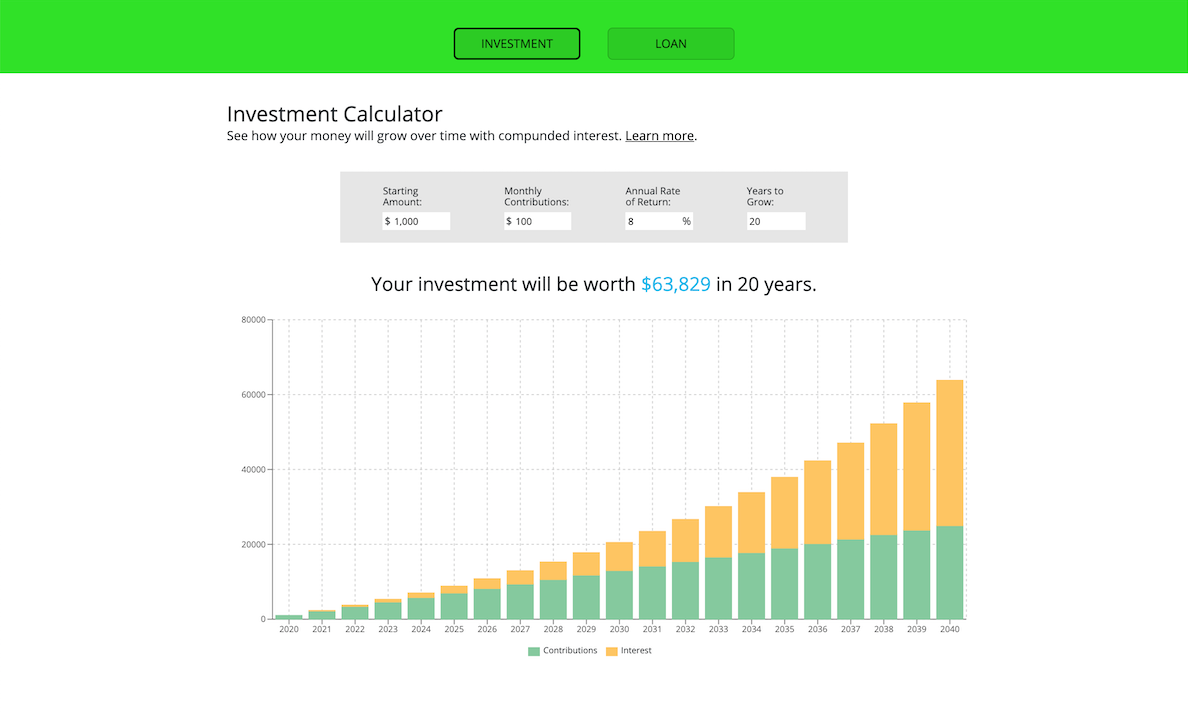 INVESTMENT LOAN
Investment Calculator
See how your money will grow over time with compunded interest. Learn more.
Starting Amount:
$ 1,000
Monthly Contributions:
$ 100
Annual Rate of Return:
8 %
Years to Grow:
20
Your investment will be worth $63,829 in 20 years.
80000
60000
40000
20000
0
2020 2021 2022 2023 2024 2025 2026 2027 2028 2029 2030 2031 2032 2033 2034 2035 2036 2037 2038 2039 2040
Contributions Interest